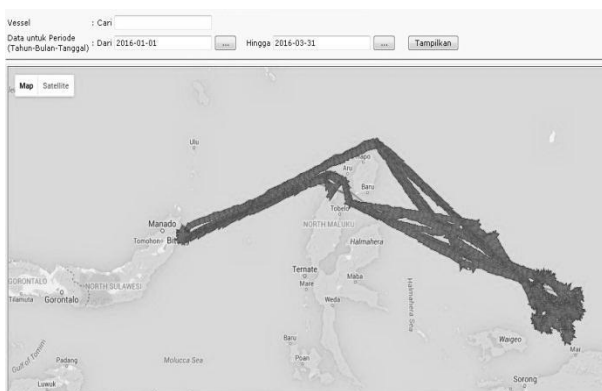 Vessel : Cari
Data untuk Periode
(Tahun-Bulan-Tanggal) : Dari 2016-01-01 ... Hingga 2016-03-31 ... Tampilkan
Map Satellite
Ulu
Aru
Baru
Manado
Tomohon
Tobelo
NORTH MALUKU
Halmahera
GORONTALO
NORTH SULAWESI
Ternate
Mare
Maba
Tilamuta
Gorontalo
Weda
Halmahera Sea
Baru
Waigeo
Gulf of Tomini
Padang
Molucca Sea
Poan
Sorong
Luwuk